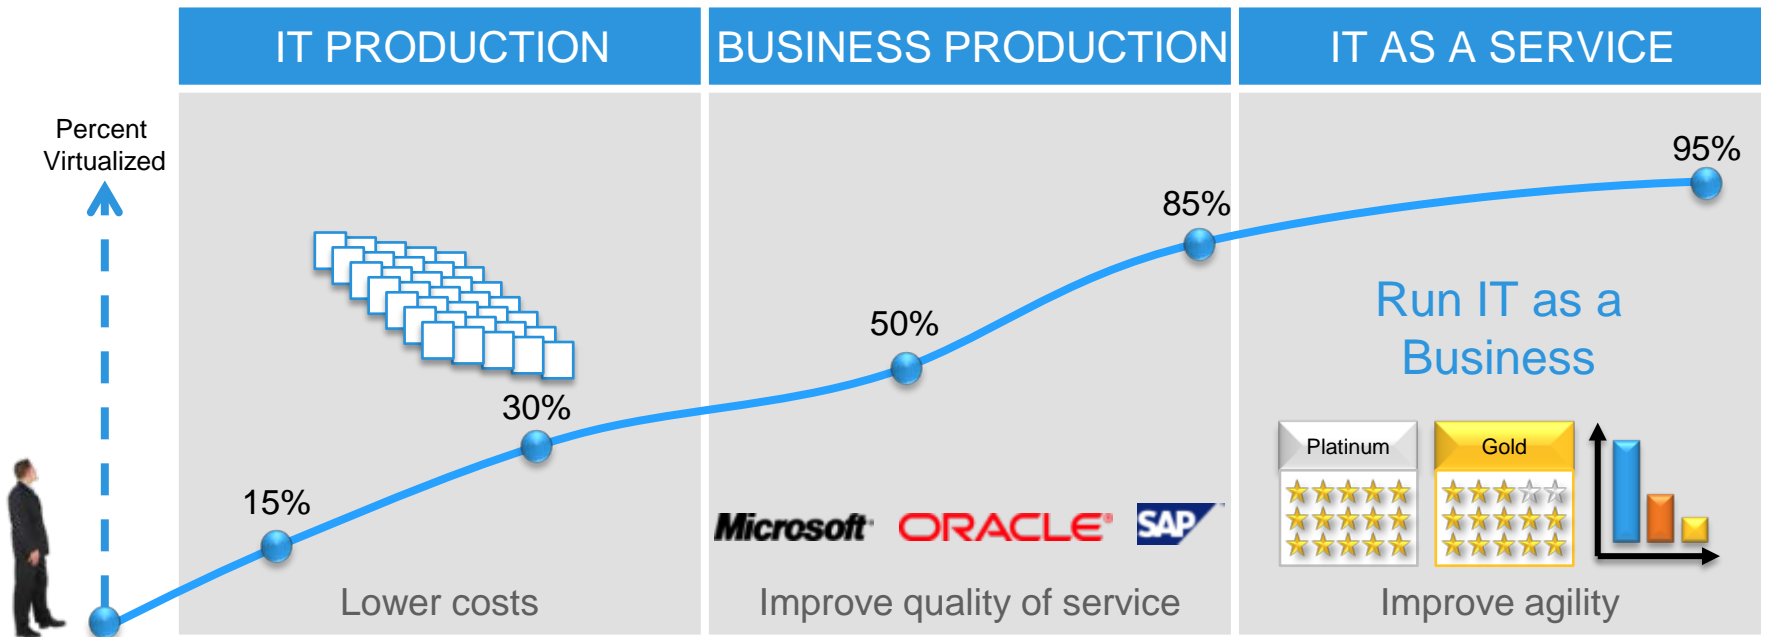 IT PRODUCTION
BUSINESS PRODUCTION
IT AS A SERVICE
Percent
Virtualized
95%
85%
50%
30%
15%
Run IT as a
Business
Platinum
Gold
Microsoft
ORACLE®
SAP
Lower costs
Improve quality of service
Improve agility